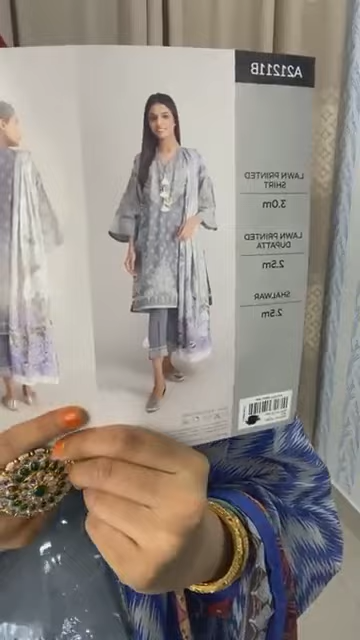 A21211B
LAWN PRINTED
SHIRT
3.0m
LAWN PRINTED
DUPATTA
2.5m
SHALWAR
2.5m